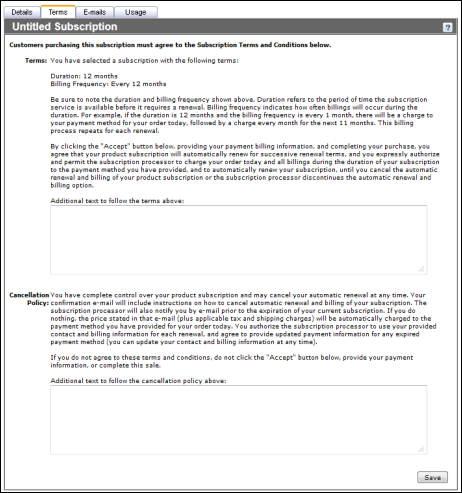 Details Terms E-mails Usage
Untitled Subscription ?
Customers purchasing this subscription must agree to the Subscription Terms and Conditions below.
Terms: You have selected a subscription with the following terms:
Duration: 12 months
Billing Frequency: Every 12 months
Be sure to note the duration and billing frequency shown above. Duration refers to the period of time the subscription
service is available before it requires a renewal. Billing frequency indicates how often billings will occur during the
duration. For example, if the duration is 12 months and the billing frequency is every 1 month, there will be a charge to
your payment method for your order today, followed by a charge every month for the next 11 months. This billing
process repeats for each renewal.
By clicking the "Accept" button below, providing your payment billing information, and completing your purchase, you
agree that your product subscription will automatically renew for successive renewal terms, and you expressly authorize
and permit the subscription processor to charge your order today and all billings during the duration of your subscription
to the payment method you have provided, and to automatically renew your subscription, until you cancel the automatic
renewal and billing of your product subscription or the subscription processor discontinues the automatic renewal and
billing option.
Additional text to follow the terms above:
Cancellation You have complete control over your product subscription and may cancel your automatic renewal at any time. Your
Policy: confirmation e-mail will include instructions on how to cancel automatic renewal and billing of your subscription. The
subscription processor will also notify you by e-mail prior to the expiration of your current subscription. If you do
nothing, the price stated in that e-mail (plus applicable tax and shipping charges) will be automatically charged to the
payment method you have provided for your order today. You authorize the subscription processor to use your provided
contact and billing information for each renewal, and agree to provide updated payment information for any expired
payment method (you can update your contact and billing information at any time).
If you do not agree to these terms and conditions, do not click the "Accept" button below, provide your payment
information, or complete this sale.
Additional text to follow the cancellation policy above:
Save